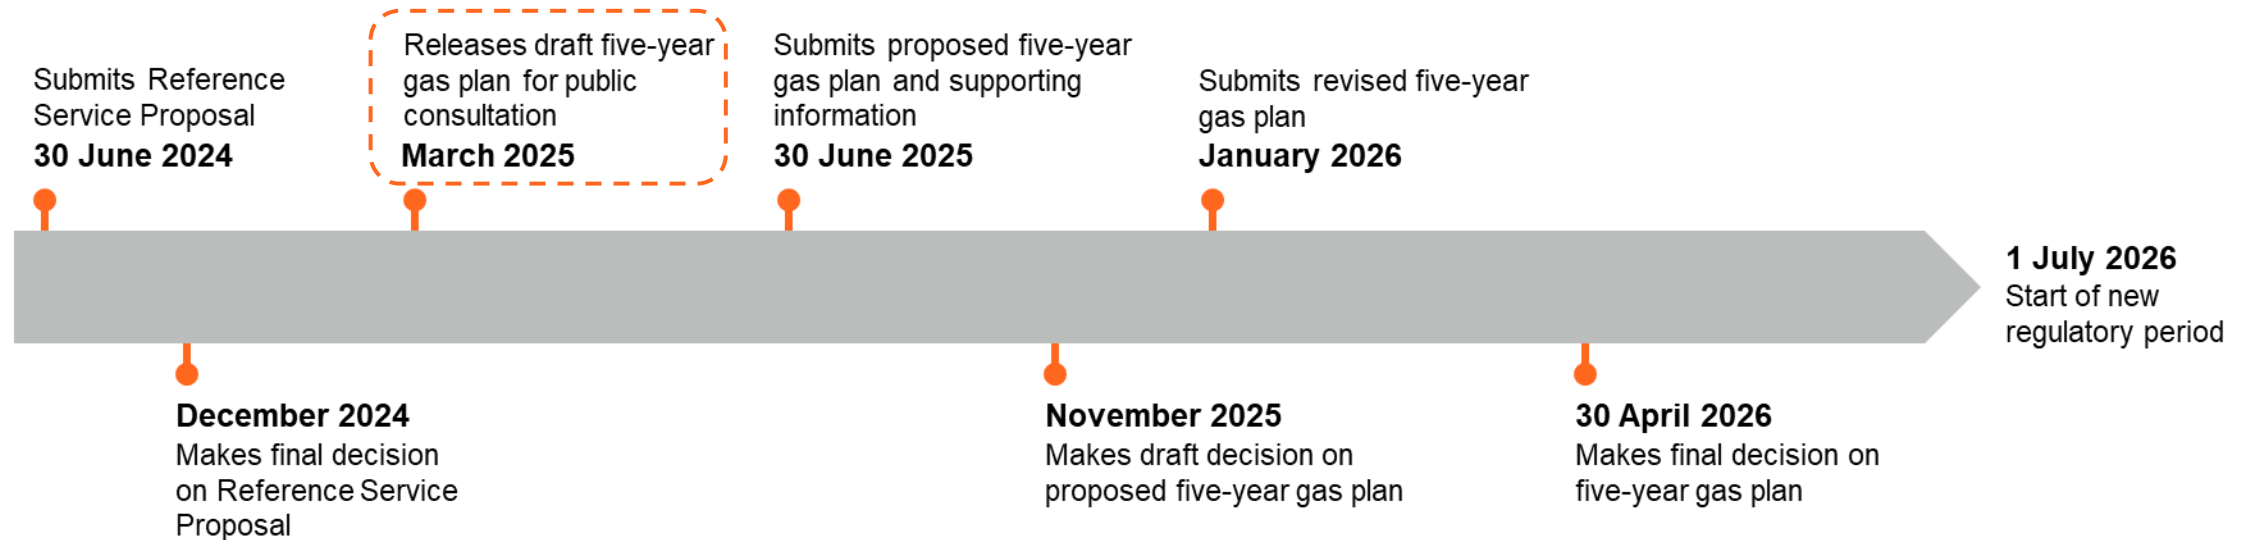 Submits Reference
Service Proposal
30 June 2024
Releases draft five-year
gas plan for public
consultation
March 2025
Submits proposed five-year
gas plan and supporting
information
30 June 2025
Submits revised five-year
gas plan
January 2026
1 July 2026
Start of new
regulatory period
December 2024
Makes final decision
on Reference Service
Proposal
November 2025
Makes draft decision on
proposed five-year gas plan
30 April 2026
Makes final decision on
five-year gas plan